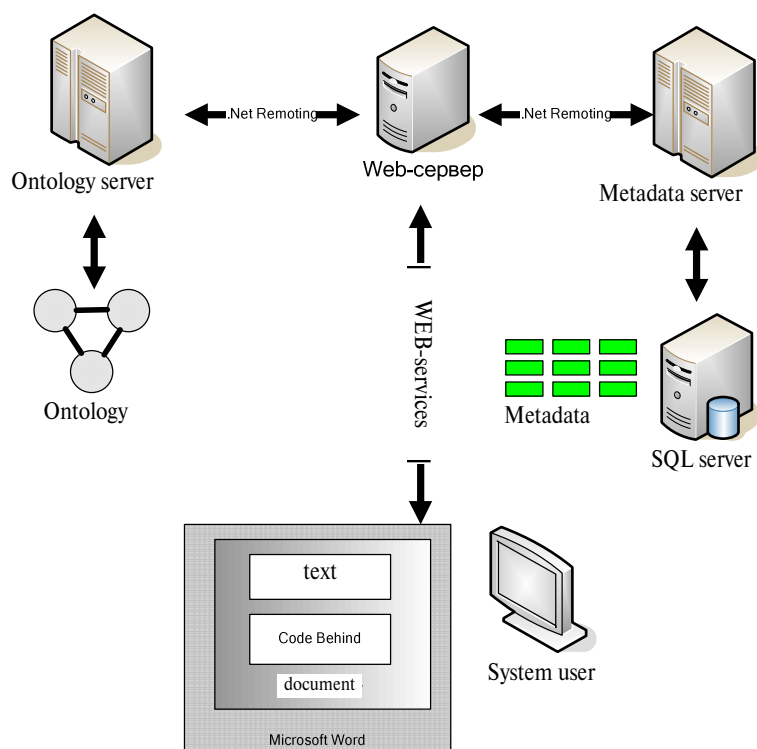 .Net Remoting
.Net Remoting
Ontology server
Web-сервер
Metadata server
Ontology
WEB-services
Metadata
SQL server
text
Code Behind
document
System user
Microsoft Word